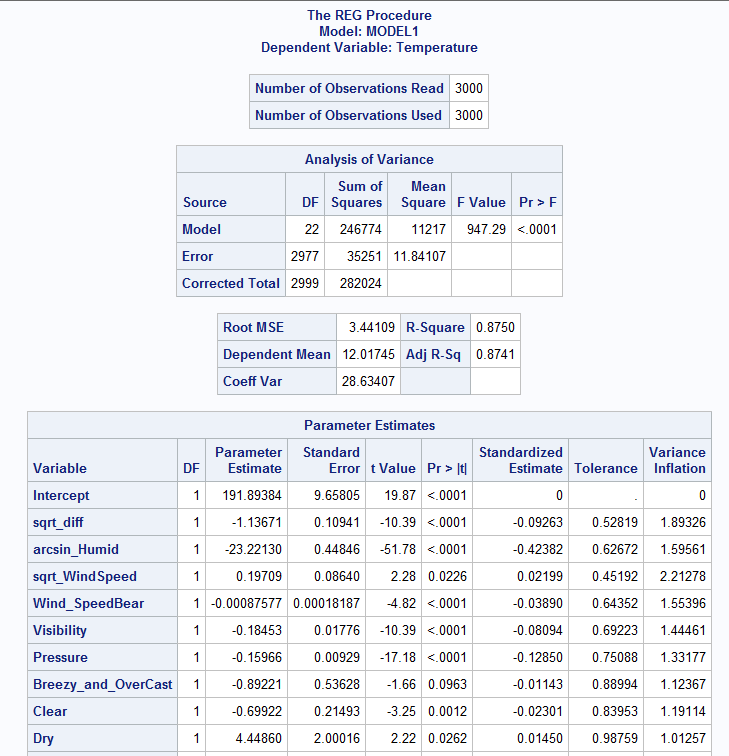 The REG Procedure
Model: MODEL1
Dependent Variable: Temperature
Number of Observations Read 3000
Number of Observations Used 3000
Analysis of Variance
Source DF Sum of Squares Mean Square F Value Pr > F
Model 22 246774 11217 947.29 <.0001
Error 2977 35251 11.84107
Corrected Total 2999 282024
Root MSE 3.44109 R-Square 0.8750
Dependent Mean 12.01745 Adj R-Sq 0.8741
Coeff Var 28.63407
Parameter Estimates
Variable DF Parameter Estimate Standard Error t Value Pr > |t| Standardized Estimate Tolerance Variance Inflation
Intercept 1 191.89384 9.65805 19.87 <.0001 0 . 0
sqrt_diff 1 -1.13671 0.10941 -10.39 <.0001 -0.09263 0.52819 1.89326
arcsin_Humid 1 -23.22130 0.44846 -51.78 <.0001 -0.42382 0.62672 1.59561
sqrt_WindSpeed 1 0.19709 0.08640 2.28 0.0226 0.02199 0.45192 2.21278
Wind_SpeedBear 1 -0.00087577 0.00018187 -4.82 <.0001 -0.03890 0.64352 1.55396
Visibility 1 -0.18453 0.01776 -10.39 <.0001 -0.08094 0.69223 1.44461
Pressure 1 -0.15966 0.00929 -17.18 <.0001 -0.12850 0.75088 1.33177
Breezy_and_OverCast 1 -0.89221 0.53628 -1.66 0.0963 -0.01143 0.88994 1.12367
Clear 1 -0.69922 0.21493 -3.25 0.0012 -0.02301 0.83953 1.19114
Dry 1 4.44860 2.00016 2.22 0.0262 0.01450 0.98759 1.01257